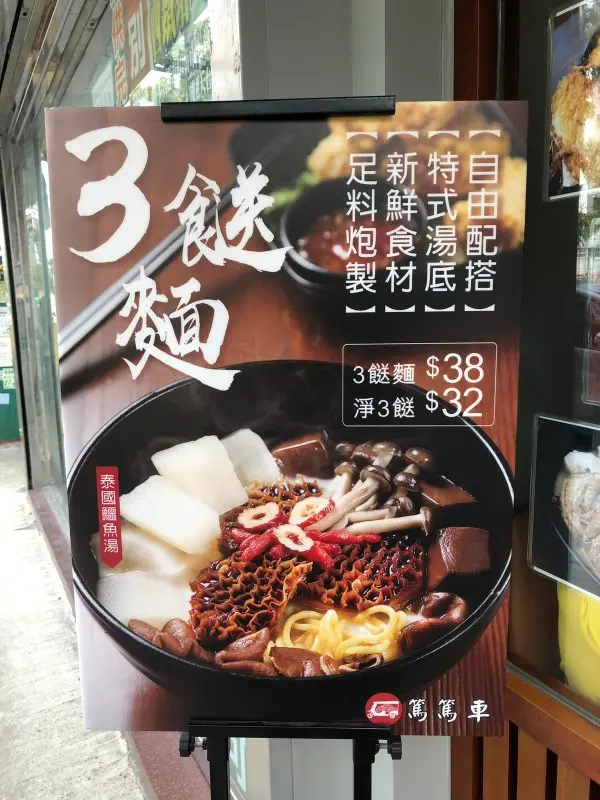 3餸
麵
【自由配搭】
【特式湯底】
【新鮮食材】
【足料炮製】
3餸麵 $38
淨3餸 $32
泰國鱷魚湯
篤篤車
別